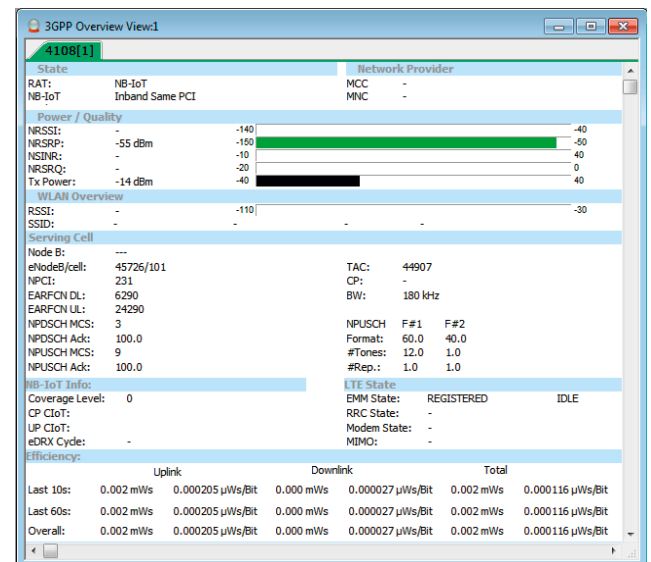 3GPP Overview View:1
4108[1]
State Network Provider
RAT: NB-IoT MCC -
NB-IoT Inband Same PCI MNC -
Power / Quality
NRSSI: - -140 -40
NRSRP: -55 dBm -150 -50
NSINR: - -10 40
NRSRQ: - -20 0
Tx Power: -14 dBm -40 40
WLAN Overview
RSSI: - -110 -30
SSID: - - - -
Serving Cell
Node B: ---
eNodeB/cell: 45726/101 TAC: 44907
NPCI: 231 CP: -
EARFCN DL: 6290 BW: 180 kHz
EARFCN UL: 24290
NPDSCH MCS: 3 NPUSCH F#1 F#2
NPDSCH Ack: 100.0 Format: 60.0 40.0
NPUSCH MCS: 9 #Tones: 12.0 1.0
NPUSCH Ack: 100.0 #Rep.: 1.0 1.0
NB-IoT Info: LTE State
Coverage Level: 0 EMM State: REGISTERED IDLE
CP CIoT: RRC State: -
UP CIoT: Modem State: -
eDRX Cycle: - MIMO: -
Efficiency:
Uplink Downlink Total
Last 10s: 0.002 mWs 0.000205 µWs/Bit 0.000 mWs 0.000027 µWs/Bit 0.002 mWs 0.000116 µWs/Bit
Last 60s: 0.002 mWs 0.000205 µWs/Bit 0.000 mWs 0.000027 µWs/Bit 0.002 mWs 0.000116 µWs/Bit
Overall: 0.002 mWs 0.000205 µWs/Bit 0.000 mWs 0.000027 µWs/Bit 0.002 mWs 0.000116 µWs/Bit